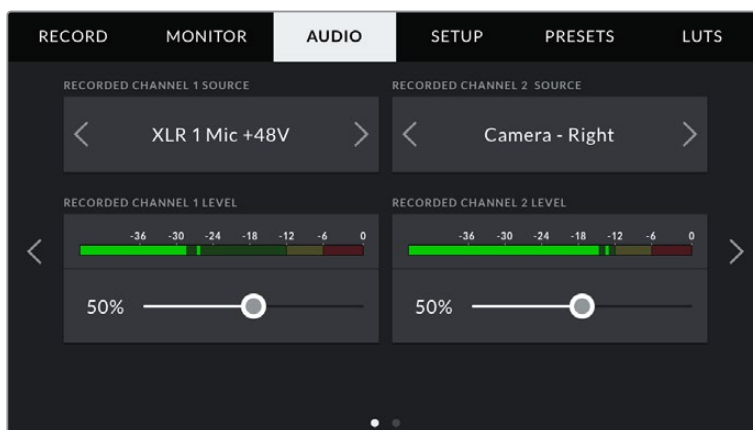 RECORD MONITOR AUDIO SETUP PRESETS LUTS
RECORDED CHANNEL 1 SOURCE RECORDED CHANNEL 2 SOURCE
XLR 1 Mic +48V Camera - Right
RECORDED CHANNEL 1 LEVEL RECORDED CHANNEL 2 LEVEL
-36 -30 -24 -18 -12 -6 0 -36 -30 -24 -18 -12 -6 0
50% 50%